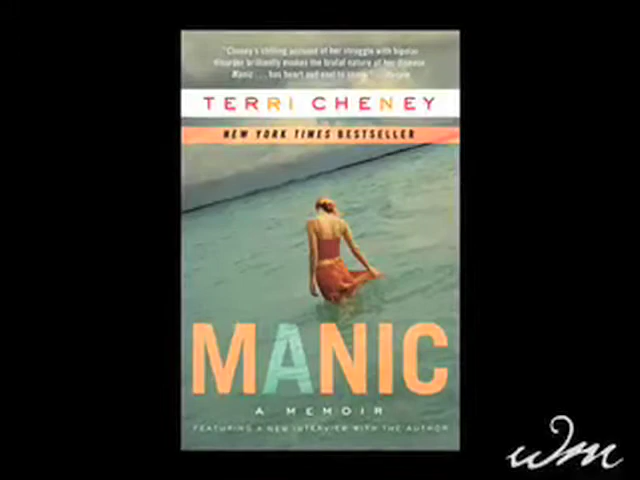 "Cheney's chilling account of her struggle with bipolar
disorder brilliantly makes the brutal nature of her disease
Manic . . . has heart and soul to spare." —People
TERRI CHENEY
NEW YORK TIMES BESTSELLER
MANIC
A MEMOIR
FEATURING A NEW INTERVIEW WITH THE AUTHOR
wm